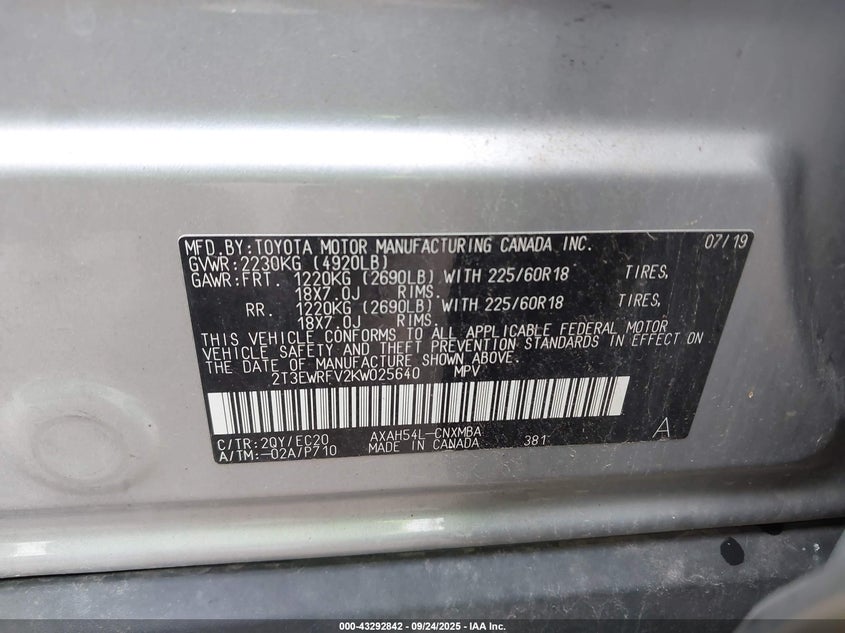 MFD.BY:TOYOTA MOTOR MANUFACTURING CANADA INC. 07/19
GVWR:2230KG (4920LB)
GAWR:FRT. 1220KG (2690LB) WITH 225/60R18 TIRES,
18X7.0J RIMS.
RR. 1220KG (2690LB) WITH 225/60R18 TIRES,
18X7.0J RIMS.
THIS VEHICLE CONFORMS TO ALL APPLICABLE FEDERAL MOTOR
VEHICLE SAFETY AND THEFT PREVENTION STANDARDS IN EFFECT ON
THE DATE OF MANUFACTURE SHOWN ABOVE.
2T3EWRFV2KW025640 MPV
C/TR:2QY/EC20 AXAH54L-CNXMBA 381 A
A/TM:-02A/P710 MADE IN CANADA
000-43292842 - 09/24/2025 - IAA Inc.